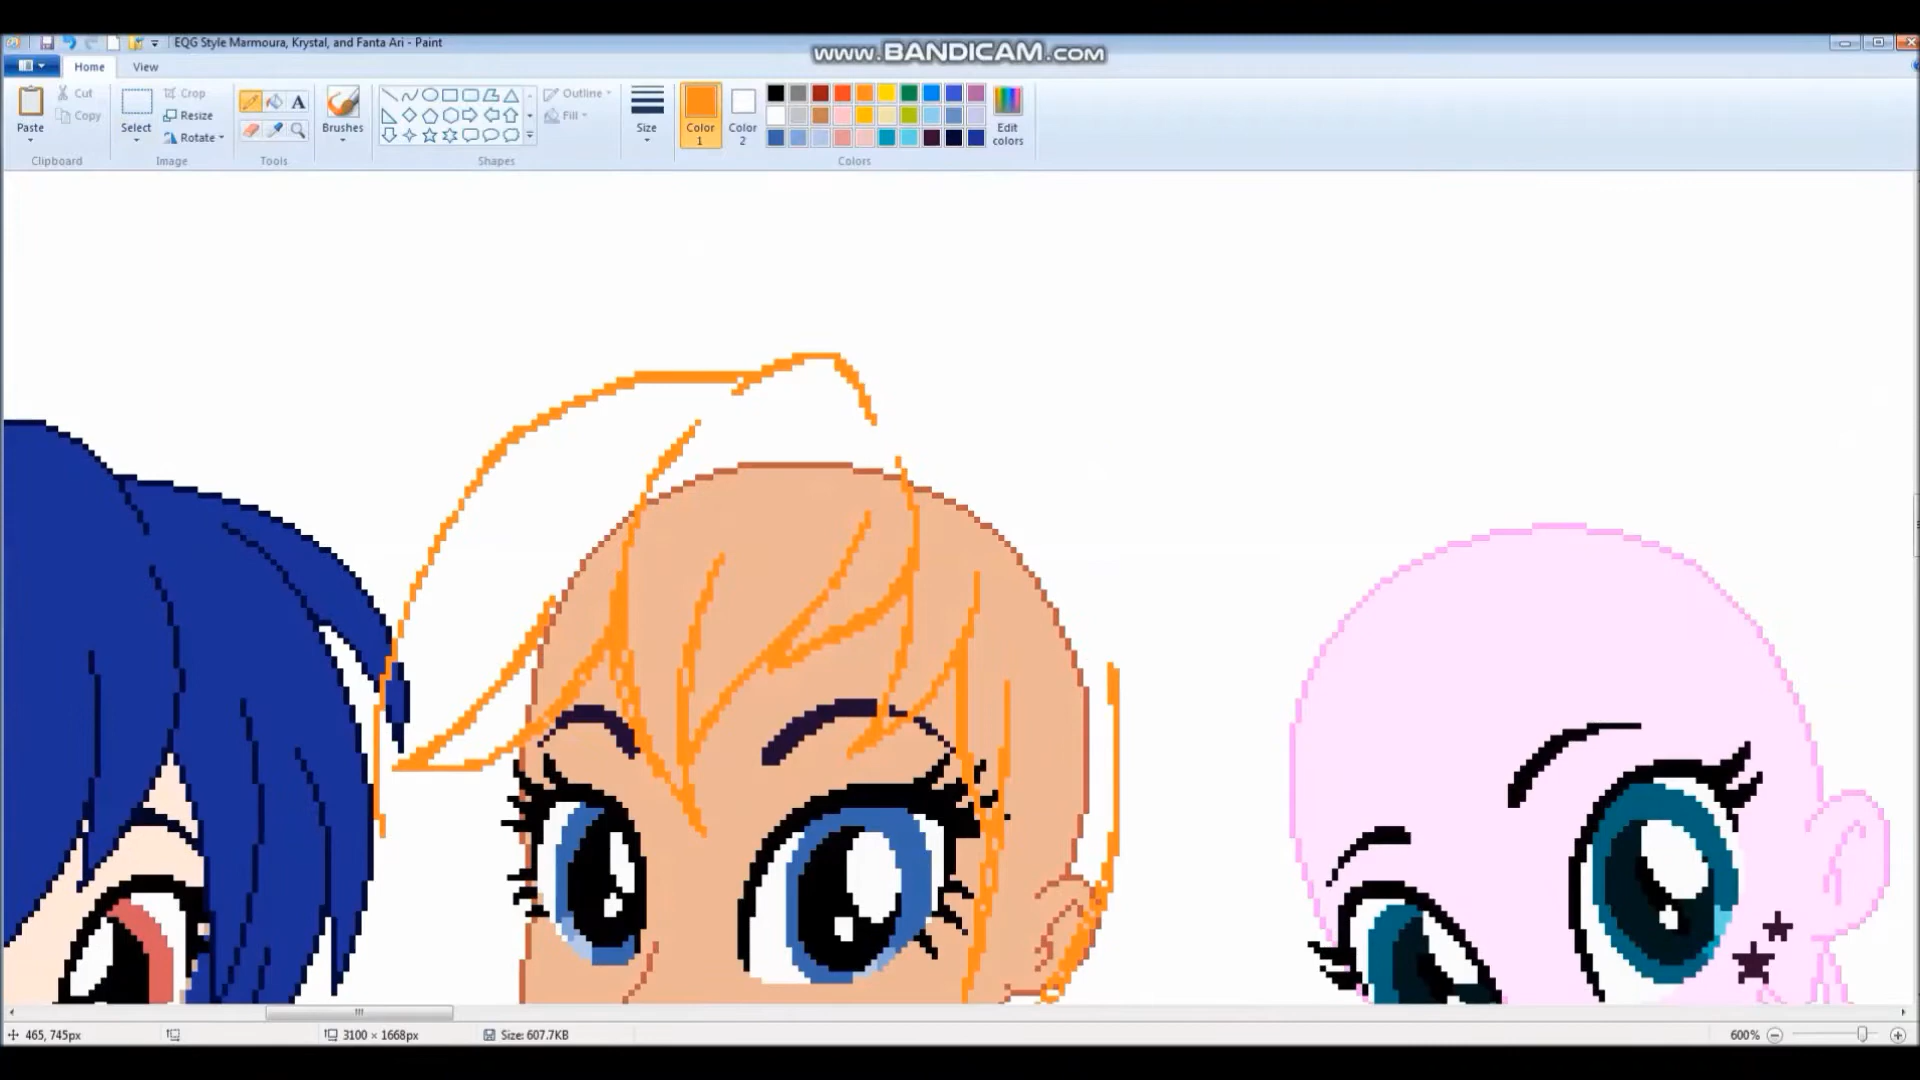 EQG Style Marmoura, Krystal, and Fanta Ari - Paint
www.BANDICAM.com
Home View
Paste
Cut
Copy
Clipboard
Select
Crop
Resize
Rotate
Image
A
Tools
Brushes
Shapes
Outline
Fill
Size
Color 1
Color 2
Edit colors
Colors
465, 745px
3100 × 1668px
Size: 607.7KB
600%